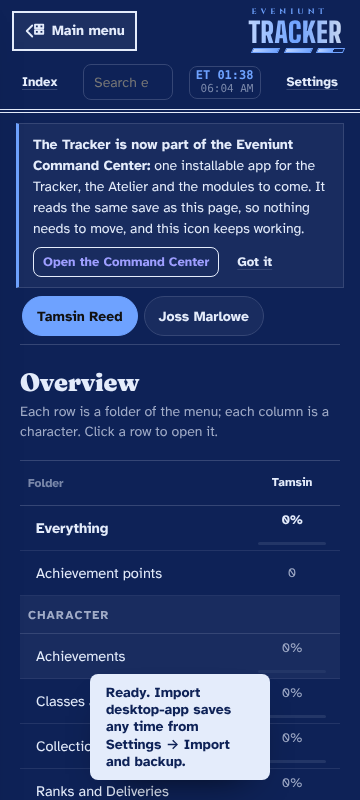 Main menu
EVENIUNT
TRACKER
Index
Search e
ET 01:38
06:04 AM
Settings
The Tracker is now part of the Eveniunt
Command Center: one installable app for the
Tracker, the Atelier and the modules to come. It
reads the same save as this page, so nothing
needs to move, and this icon keeps working.
Open the Command Center
Got it
Tamsin Reed
Joss Marlowe
Overview
Each row is a folder of the menu; each column is a
character. Click a row to open it.
Folder
Tamsin
Everything
0%
Achievement points
0
CHARACTER
Achievements
0%
Classes
0%
Collectio
0%
Ranks and Deliveries
0%
Ready. Import
desktop-app saves
any time from
Settings → Import
and backup.